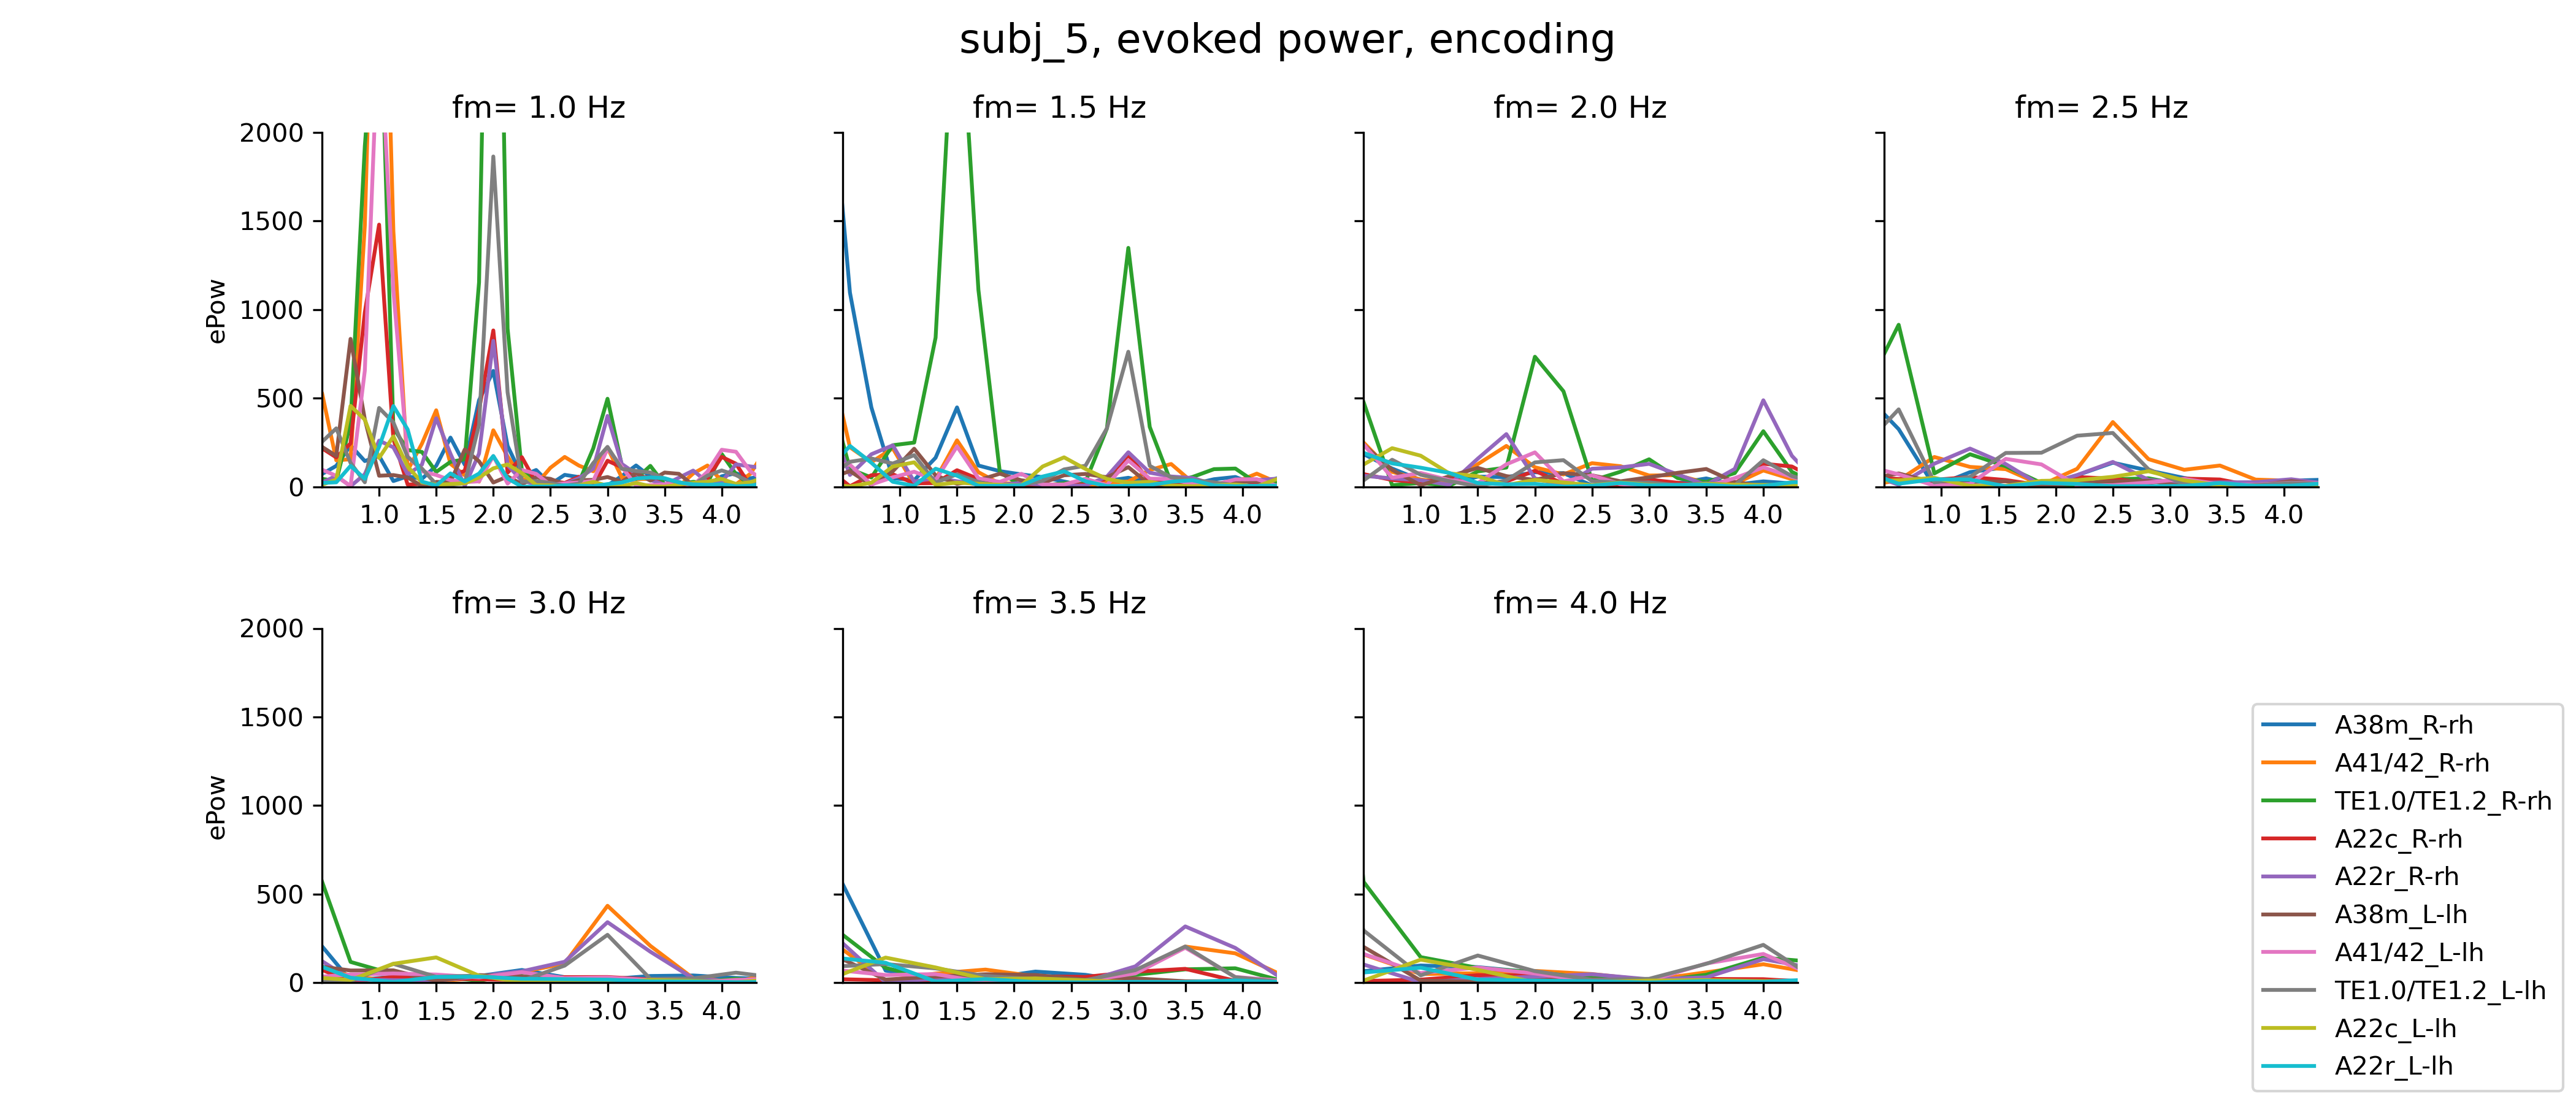 subj_5, evoked power, encoding
fm= 1.0 Hz
fm= 1.5 Hz
fm= 2.0 Hz
fm= 2.5 Hz
2000
1500
1000
500
0
ePow
1.0 1.5 2.0 2.5 3.0 3.5 4.0
1.0 1.5 2.0 2.5 3.0 3.5 4.0
1.0 1.5 2.0 2.5 3.0 3.5 4.0
1.0 1.5 2.0 2.5 3.0 3.5 4.0
fm= 3.0 Hz
fm= 3.5 Hz
fm= 4.0 Hz
2000
1500
1000
500
0
ePow
1.0 1.5 2.0 2.5 3.0 3.5 4.0
1.0 1.5 2.0 2.5 3.0 3.5 4.0
1.0 1.5 2.0 2.5 3.0 3.5 4.0
A38m_R-rh
A41/42_R-rh
TE1.0/TE1.2_R-rh
A22c_R-rh
A22r_R-rh
A38m_L-lh
A41/42_L-lh
TE1.0/TE1.2_L-lh
A22c_L-lh
A22r_L-lh